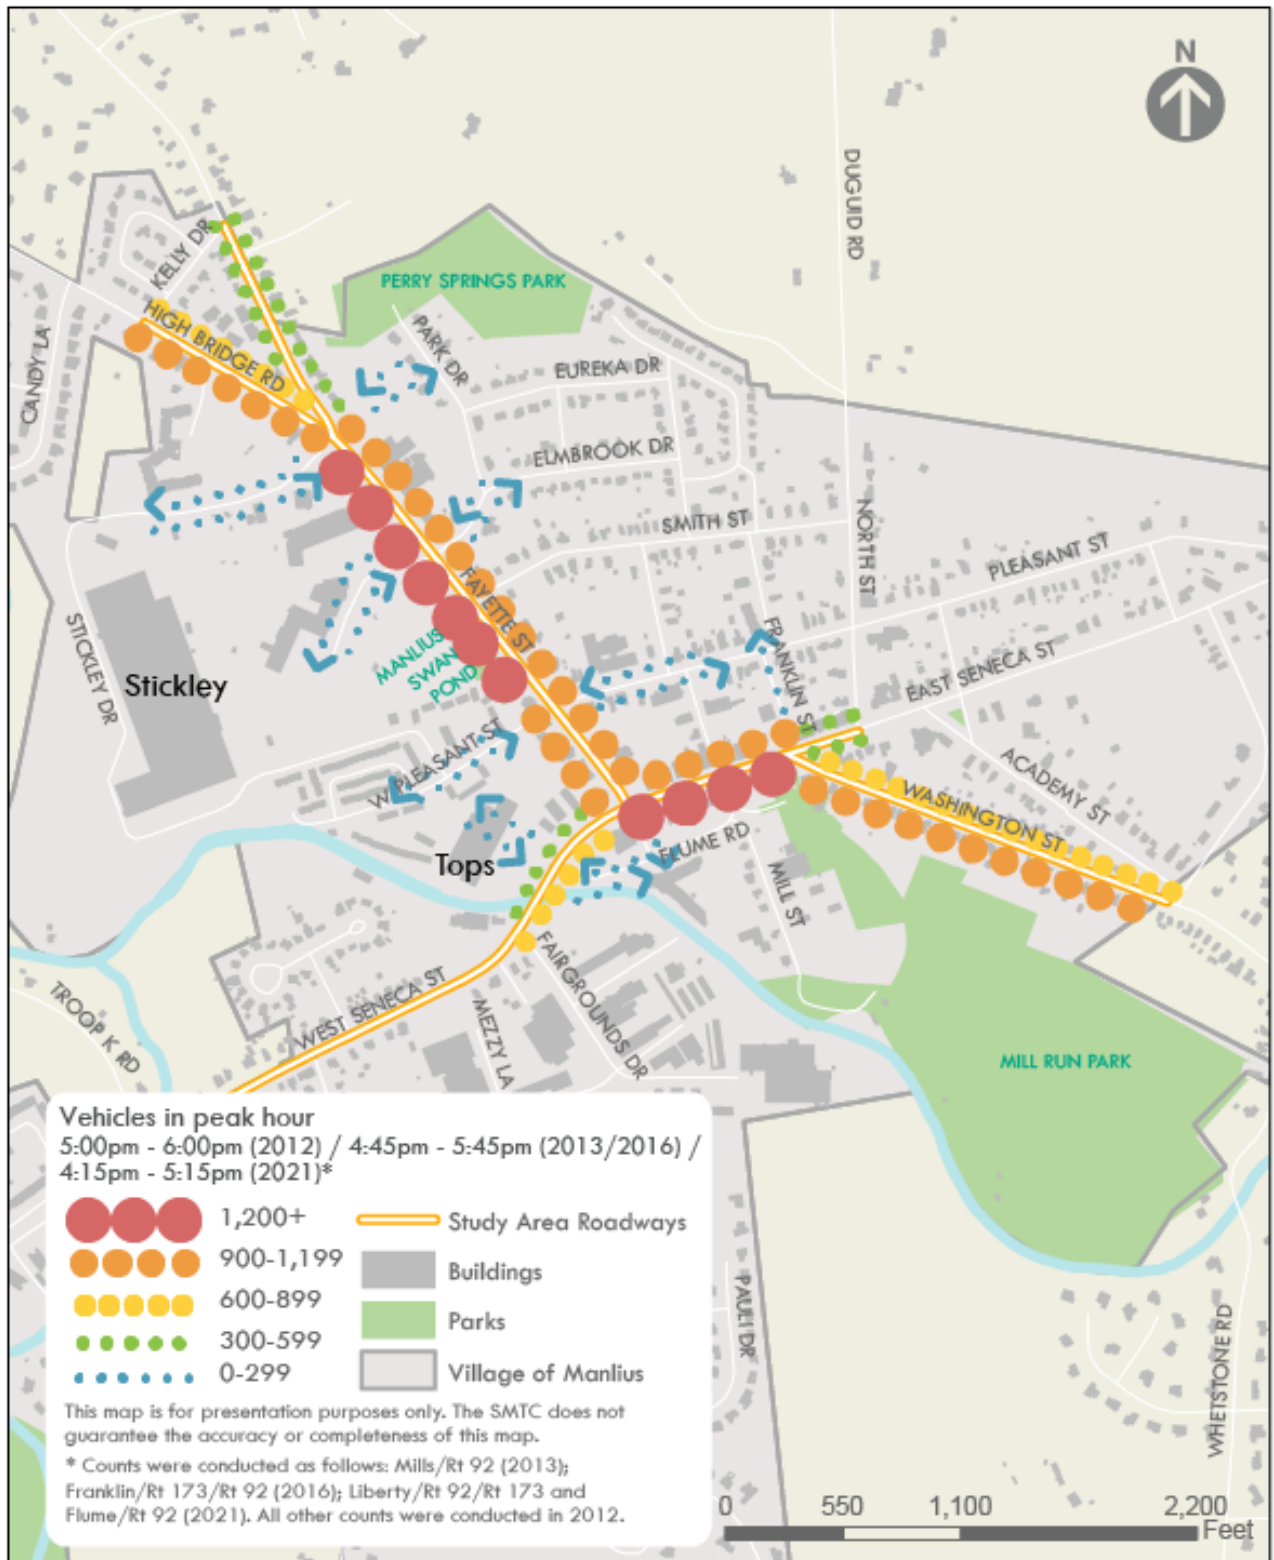 N
DUGUID RD
KELLY DR
PERRY SPRINGS PARK
HIGH BRIDGE RD
PARK DR
CANDY LA
EUREKA DR
ELMBROOK DR
SMITH ST
NORTH ST
PLEASANT ST
FAYETTE ST
STICKLEY DR
MANLIUS
SWAN
POND
FRANKLIN ST
EAST SENECA ST
Stickley
W. PLEASANT ST
ACADEMY ST
WASHINGTON ST
FLUME RD
Tops
MILL ST
FAIRGROUNDS DR
WEST SENECA ST
TROOP K RD
MEZZY LA
MILL RUN PARK
Vehicles in peak hour
5:00pm - 6:00pm (2012) / 4:45pm - 5:45pm (2013/2016) /
4:15pm - 5:15pm (2021)*
1,200+
900-1,199
600-899
300-599
0-299
Study Area Roadways
Buildings
Parks
Village of Manlius
This map is for presentation purposes only. The SMTC does not
guarantee the accuracy or completeness of this map.
* Counts were conducted as follows: Mills/Rt 92 (2013);
Franklin/Rt 173/Rt 92 (2016); Liberty/Rt 92/Rt 173 and
Flume/Rt 92 (2021). All other counts were conducted in 2012.
PAULI DR
WHETSTONE RD
0 550 1,100 2,200
Feet